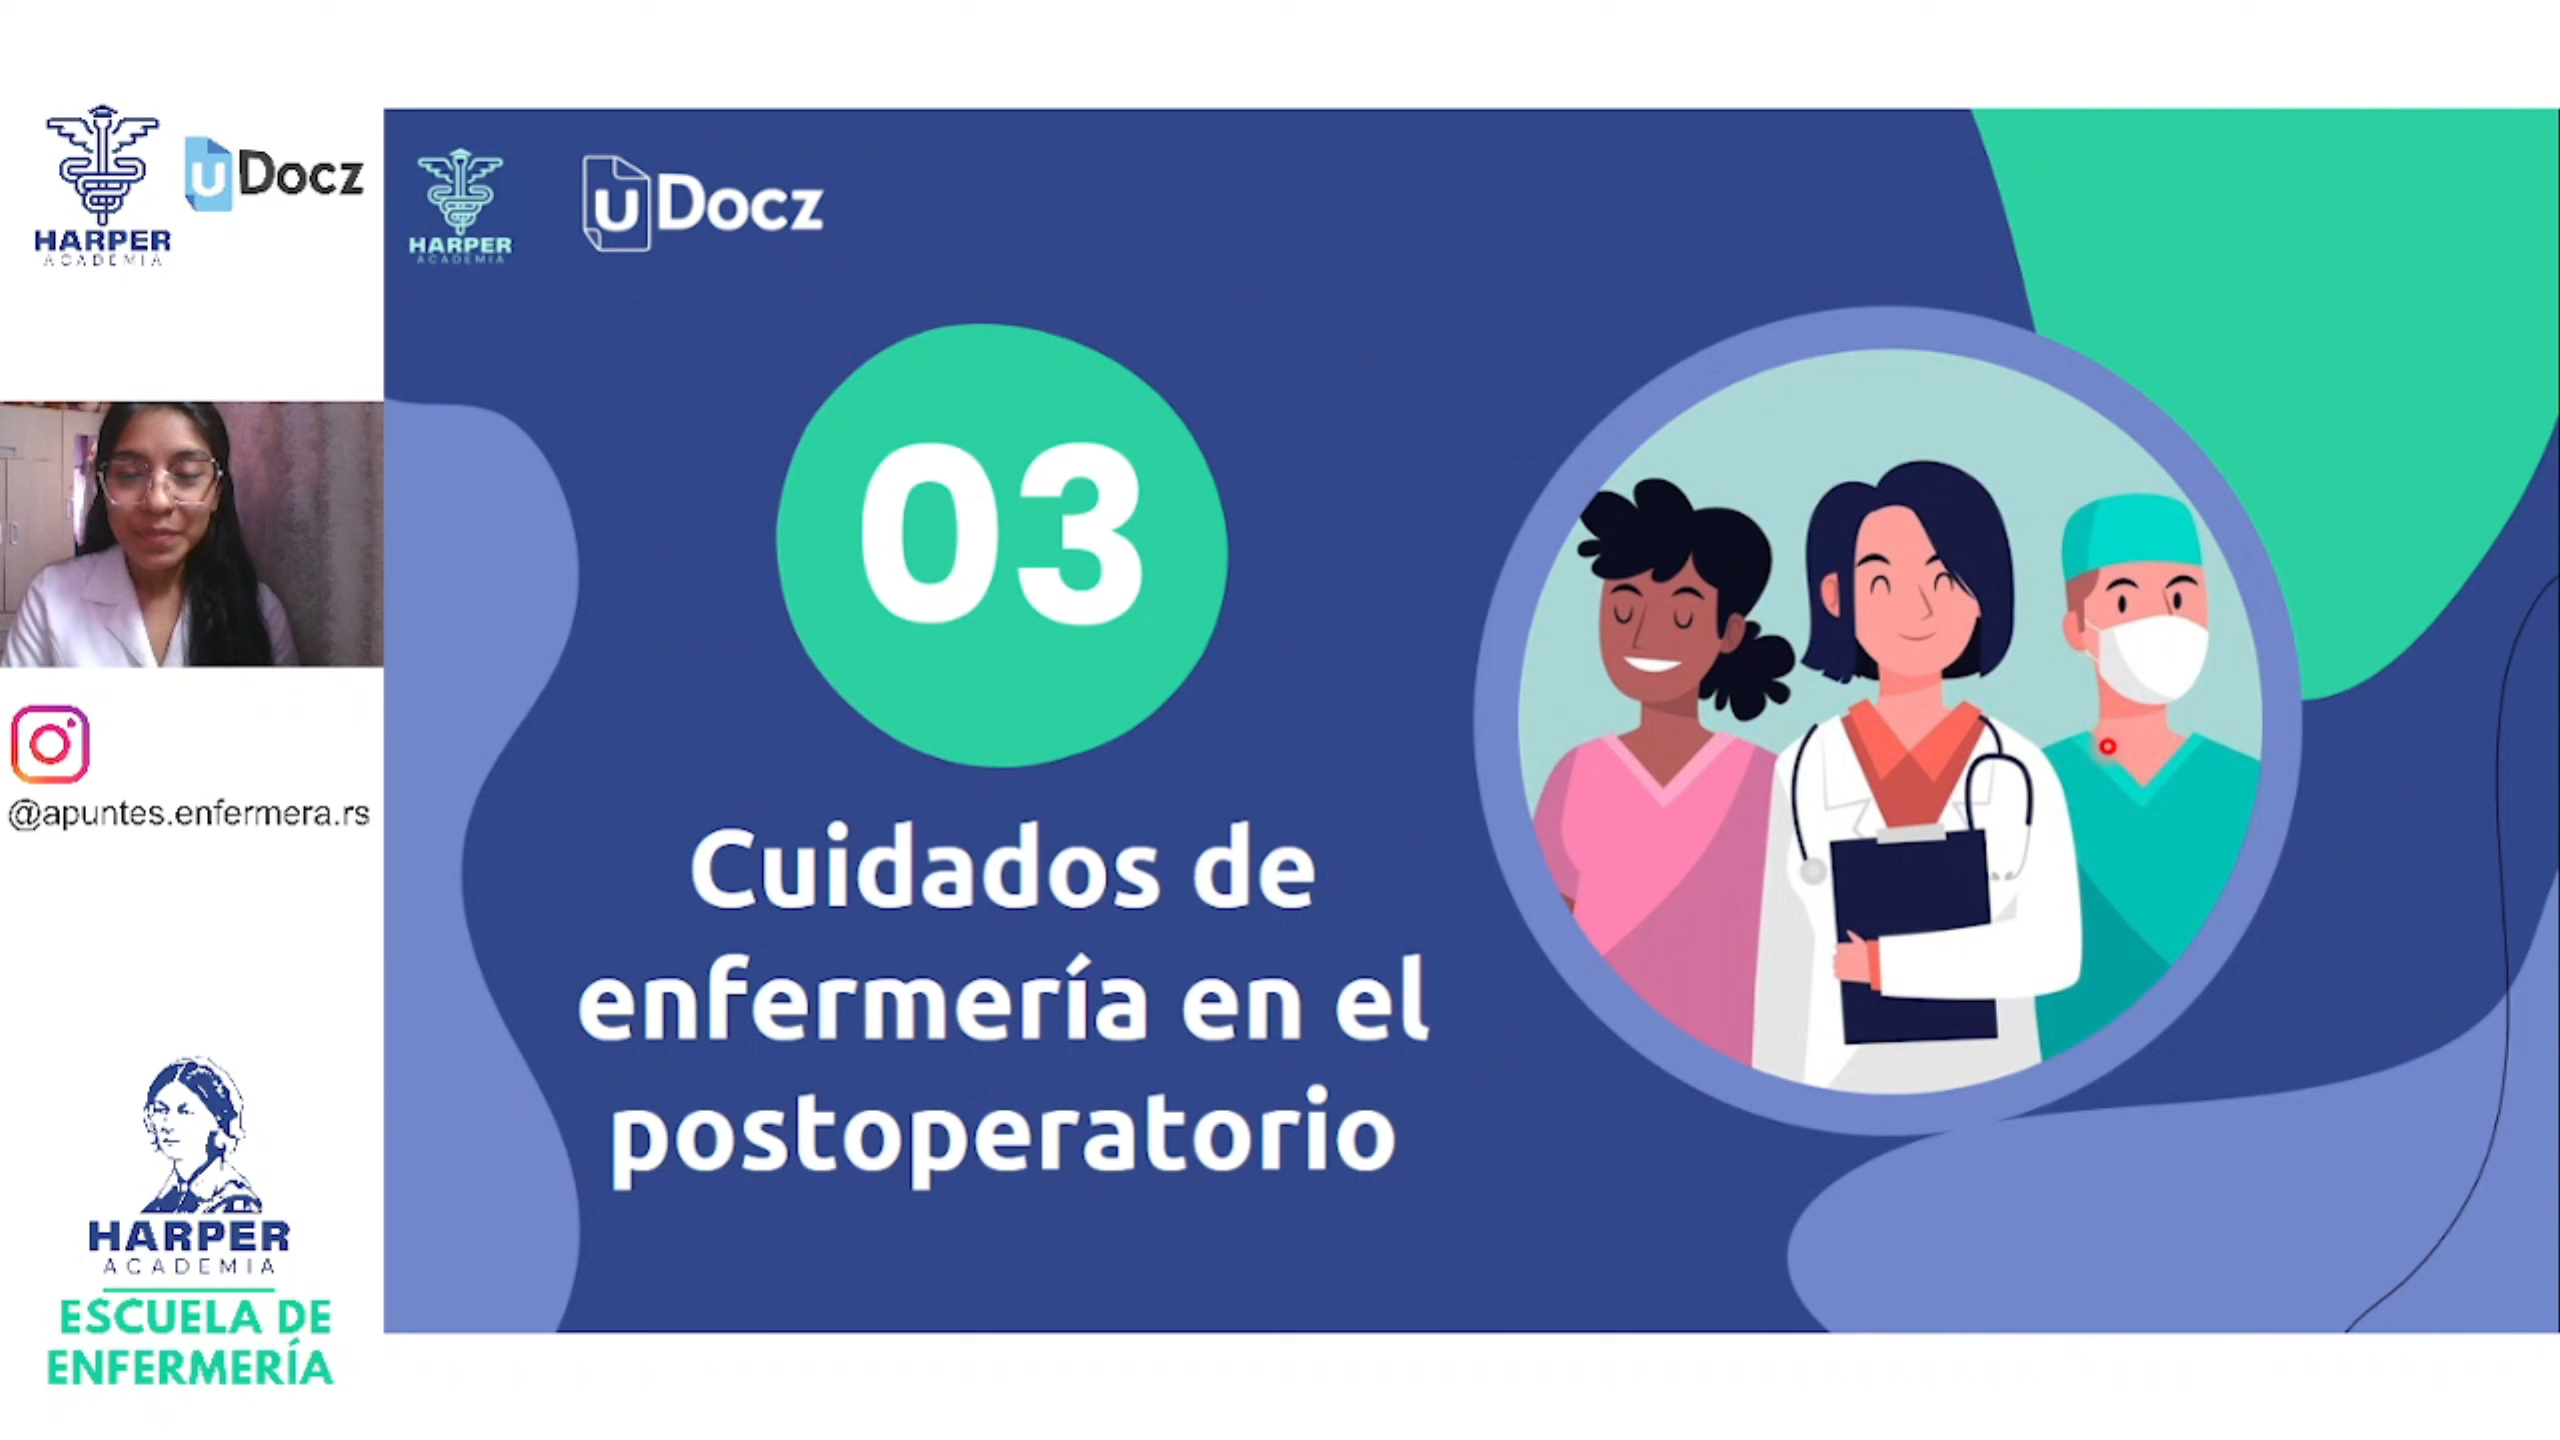 HARPER
ACADEMIA
uDocz
HARPER
ACADEMIA
uDocz
03
Cuidados de
enfermería en el
postoperatorio
@apuntes.enfermera.rs
HARPER
ACADEMIA
ESCUELA DE
ENFERMERÍA